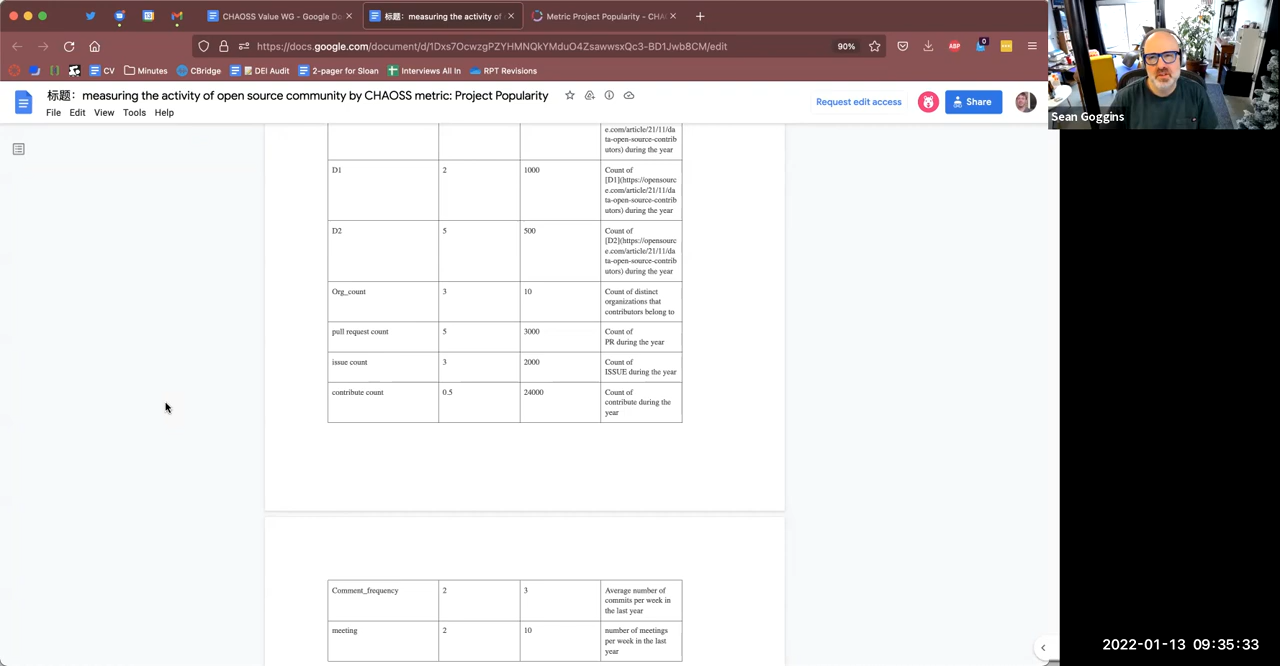 CHAOSS Value WG - Google Do
标题：measuring the activity of
Metric Project Popularity - CHA
https://docs.google.com/document/d/1Dxs7OcwzgPZYHMNQkYMduO4ZsawwsxQc3-BD1Jwb8CM/edit
90%
ABP
0
CV
Minutes
CBridge
DEI Audit
2-pager for Sloan
Interviews All In
RPT Revisions
标题：measuring the activity of open source community by CHAOSS metric: Project Popularity
File Edit View Tools Help
Request edit access
Share
Sean Goggins
e.com/article/21/11/da
ta-open-source-contrib
utors) during the year
D1 2 1000 Count of
[D1](https://opensourc
e.com/article/21/11/da
ta-open-source-contrib
utors) during the year
D2 5 500 Count of
[D2](https://opensourc
e.com/article/21/11/da
ta-open-source-contrib
utors) during the year
Org_count 3 10 Count of distinct
organizations that
contributors belong to
pull request count 5 3000 Count of
PR during the year
issue count 3 2000 Count of
ISSUE during the year
contribute count 0.5 24000 Count of
contribute during the
year
Comment_frequency 2 3 Average number of
commits per week in
the last year
meeting 2 10 number of meetings
per week in the last
year
2022-01-13 09:35:33